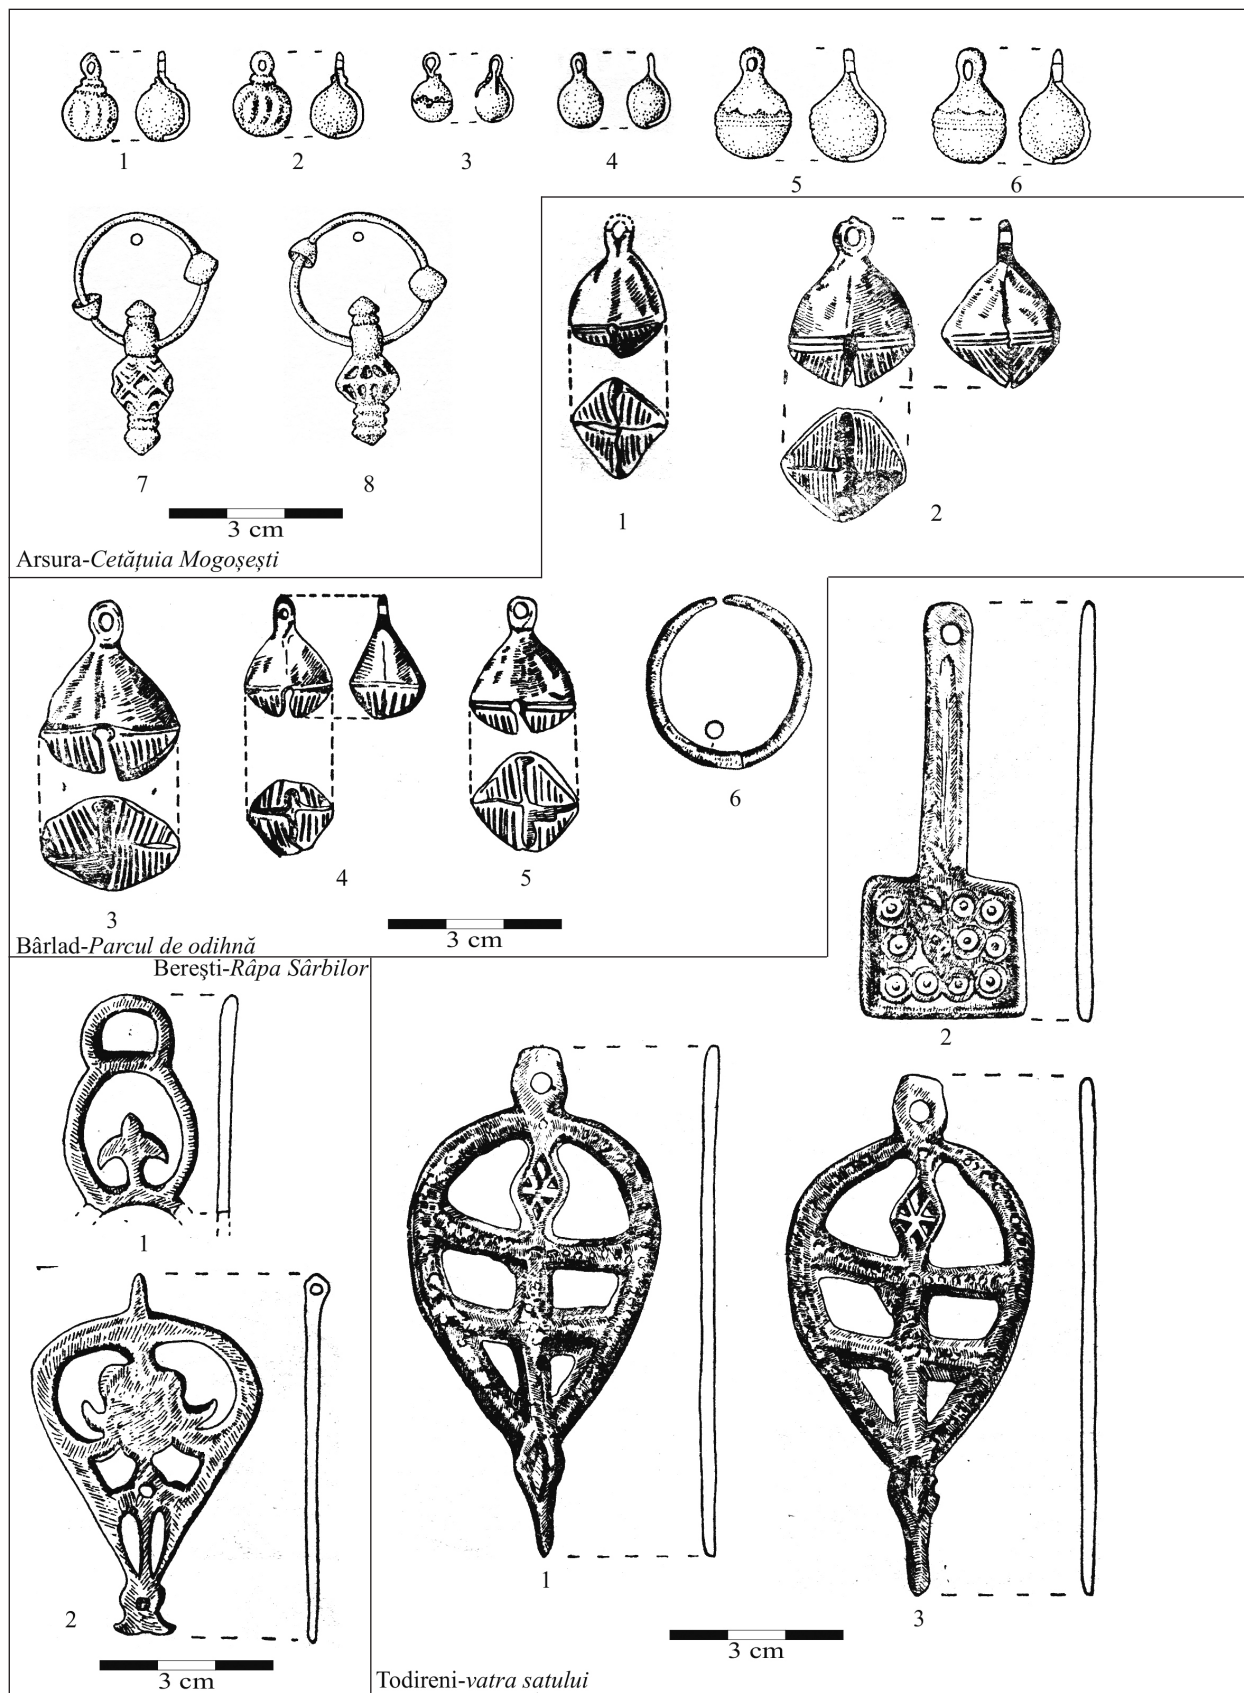 1 2 3 4 5 6
7 8
3 cm
Arsura-Cetățuia Mogoșești
1 2
3 4 5 6
3 cm
Bârlad-Parcul de odihnă
Berești-Râpa Sârbilor
1
2
3 cm
2
1 3
3 cm
Todireni-vatra satului